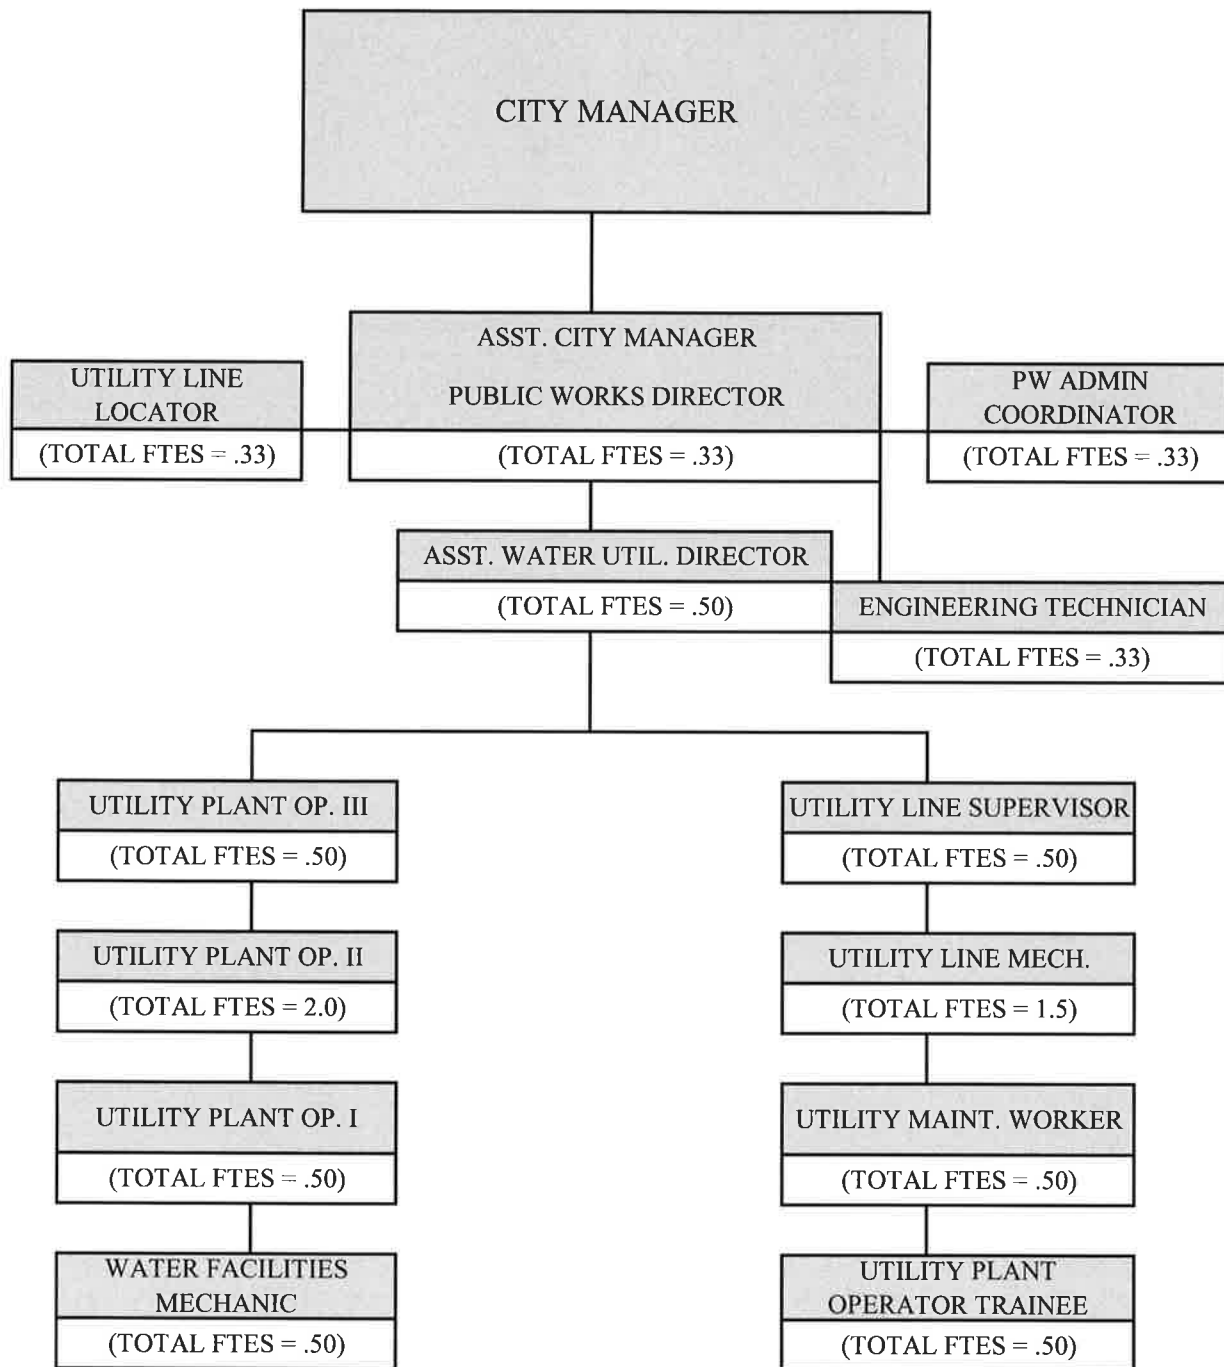 CITY MANAGER
ASST. CITY MANAGER
PUBLIC WORKS DIRECTOR
(TOTAL FTES = .33)
UTILITY LINE
LOCATOR
(TOTAL FTES = .33)
PW ADMIN
COORDINATOR
(TOTAL FTES = .33)
ASST. WATER UTIL. DIRECTOR
(TOTAL FTES = .50)
ENGINEERING TECHNICIAN
(TOTAL FTES = .33)
UTILITY PLANT OP. III
(TOTAL FTES = .50)
UTILITY PLANT OP. II
(TOTAL FTES = 2.0)
UTILITY PLANT OP. I
(TOTAL FTES = .50)
WATER FACILITIES
MECHANIC
(TOTAL FTES = .50)
UTILITY LINE SUPERVISOR
(TOTAL FTES = .50)
UTILITY LINE MECH.
(TOTAL FTES = 1.5)
UTILITY MAINT. WORKER
(TOTAL FTES = .50)
UTILITY PLANT
OPERATOR TRAINEE
(TOTAL FTES = .50)